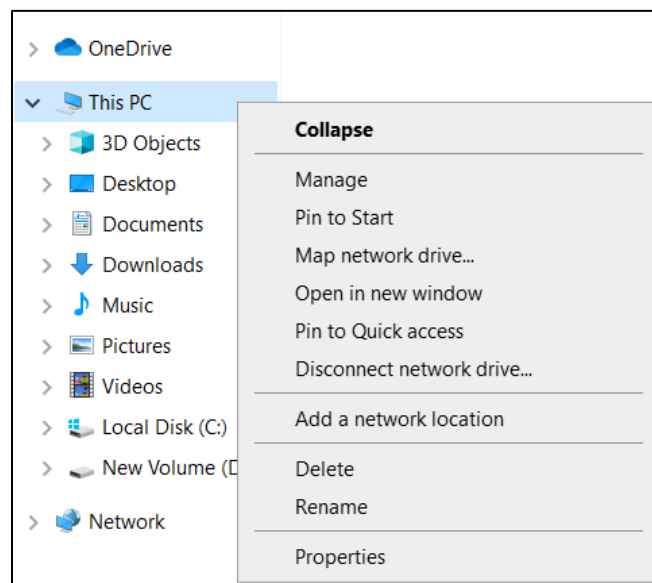 OneDrive
This PC
3D Objects
Desktop
Documents
Downloads
Music
Pictures
Videos
Local Disk (C:)
New Volume (D
Network
Collapse
Manage
Pin to Start
Map network drive...
Open in new window
Pin to Quick access
Disconnect network drive...
Add a network location
Delete
Rename
Properties